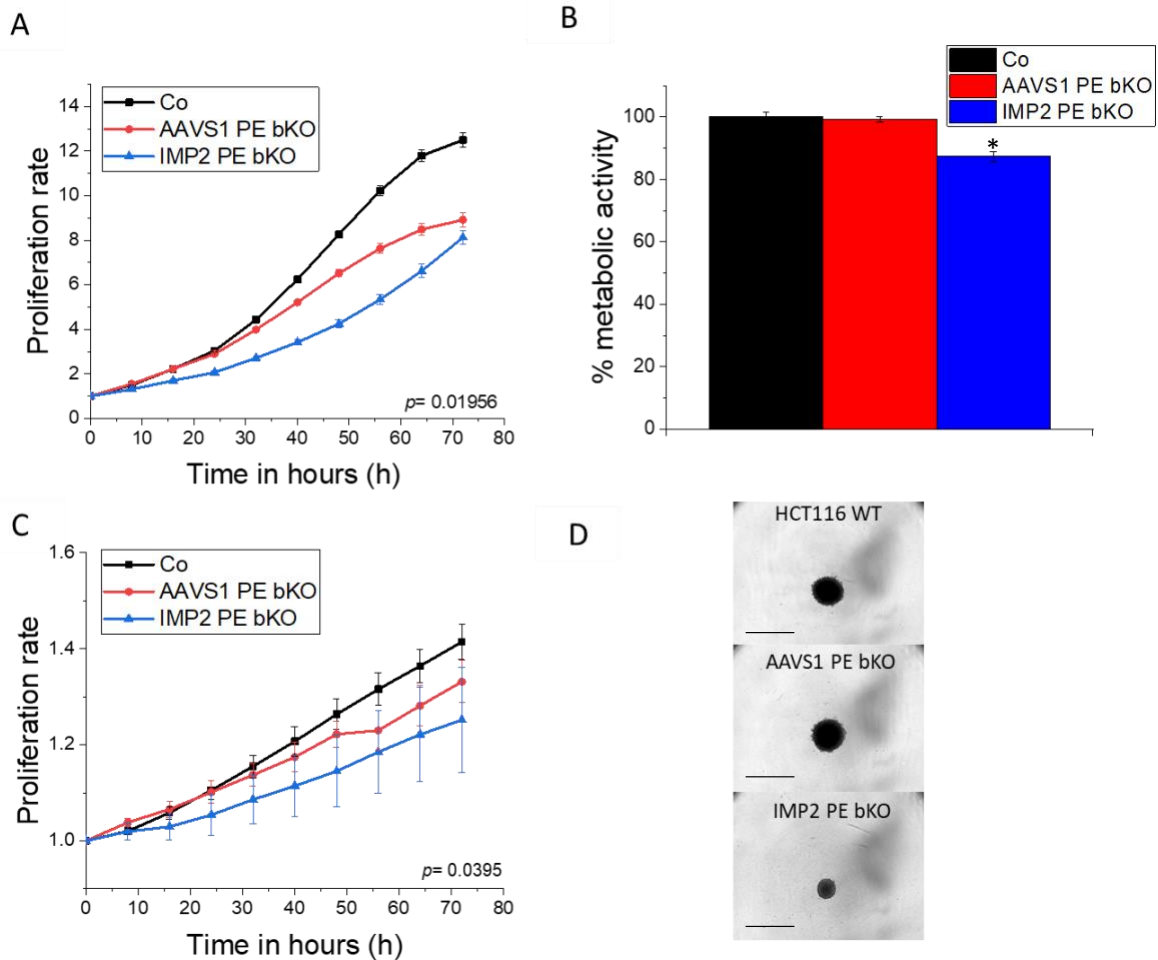 A
Co
AAVS1 PE bKO
IMP2 PE bKO
14
12
10
8
6
4
2
0
Proliferation rate
p= 0.01956
0 10 20 30 40 50 60 70 80
Time in hours (h)
B
Co
AAVS1 PE bKO
IMP2 PE bKO
100
80
60
40
20
0
% metabolic activity
*
C
Co
AAVS1 PE bKO
IMP2 PE bKO
1.6
1.4
1.2
1.0
Proliferation rate
p= 0.0395
0 10 20 30 40 50 60 70 80
Time in hours (h)
D
HCT116 WT
AAVS1 PE bKO
IMP2 PE bKO